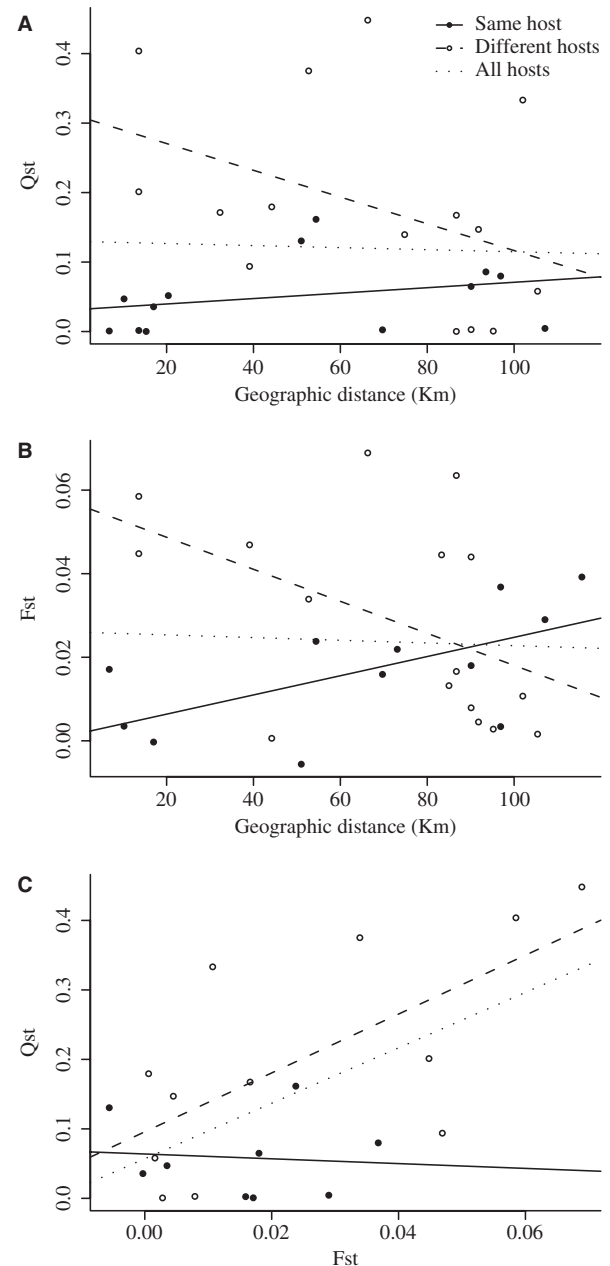 A
Same host
Different hosts
All hosts
0.4
0.3
0.2
0.1
0.0
Qst
20 40 60 80 100
Geographic distance (Km)
B
0.06
0.04
0.02
0.00
Fst
20 40 60 80 100
Geographic distance (Km)
C
0.4
0.3
0.2
0.1
0.0
Qst
0.00 0.02 0.04 0.06
Fst